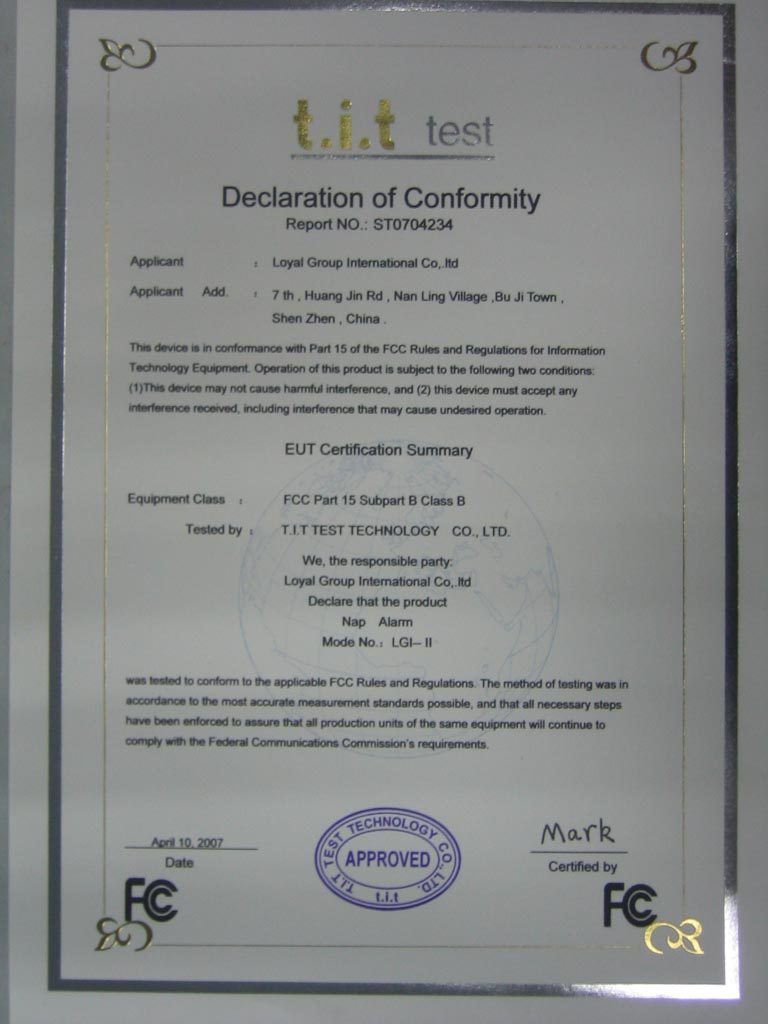 t.i.t test
Declaration of Conformity
Report NO.: ST0704234
Applicant : Loyal Group International Co,.ltd
Applicant Add. : 7 th , Huang Jin Rd , Nan Ling Village ,Bu Ji Town ,
Shen Zhen , China .
This device is in conformance with Part 15 of the FCC Rules and Regulations for Information
Technology Equipment. Operation of this product is subject to the following two conditions:
(1)This device may not cause harmful interference, and (2) this device must accept any
interference received, including interference that may cause undesired operation.
EUT Certification Summary
Equipment Class : FCC Part 15 Subpart B Class B
Tested by : T.I.T TEST TECHNOLOGY CO., LTD.
We, the responsible party:
Loyal Group International Co,.ltd
Declare that the product
Nap Alarm
Mode No.: LGI-II
was tested to conform to the applicable FCC Rules and Regulations. The method of testing was in
accordance to the most accurate measurement standards possible, and that all necessary steps
have been enforced to assure that all production units of the same equipment will continue to
comply with the Federal Communications Commission's requirements.
April 10, 2007
Date
T.I.T TEST TECHNOLOGY CO., LTD.
APPROVED
t.i.t
Mark
Certified by
FC
FC